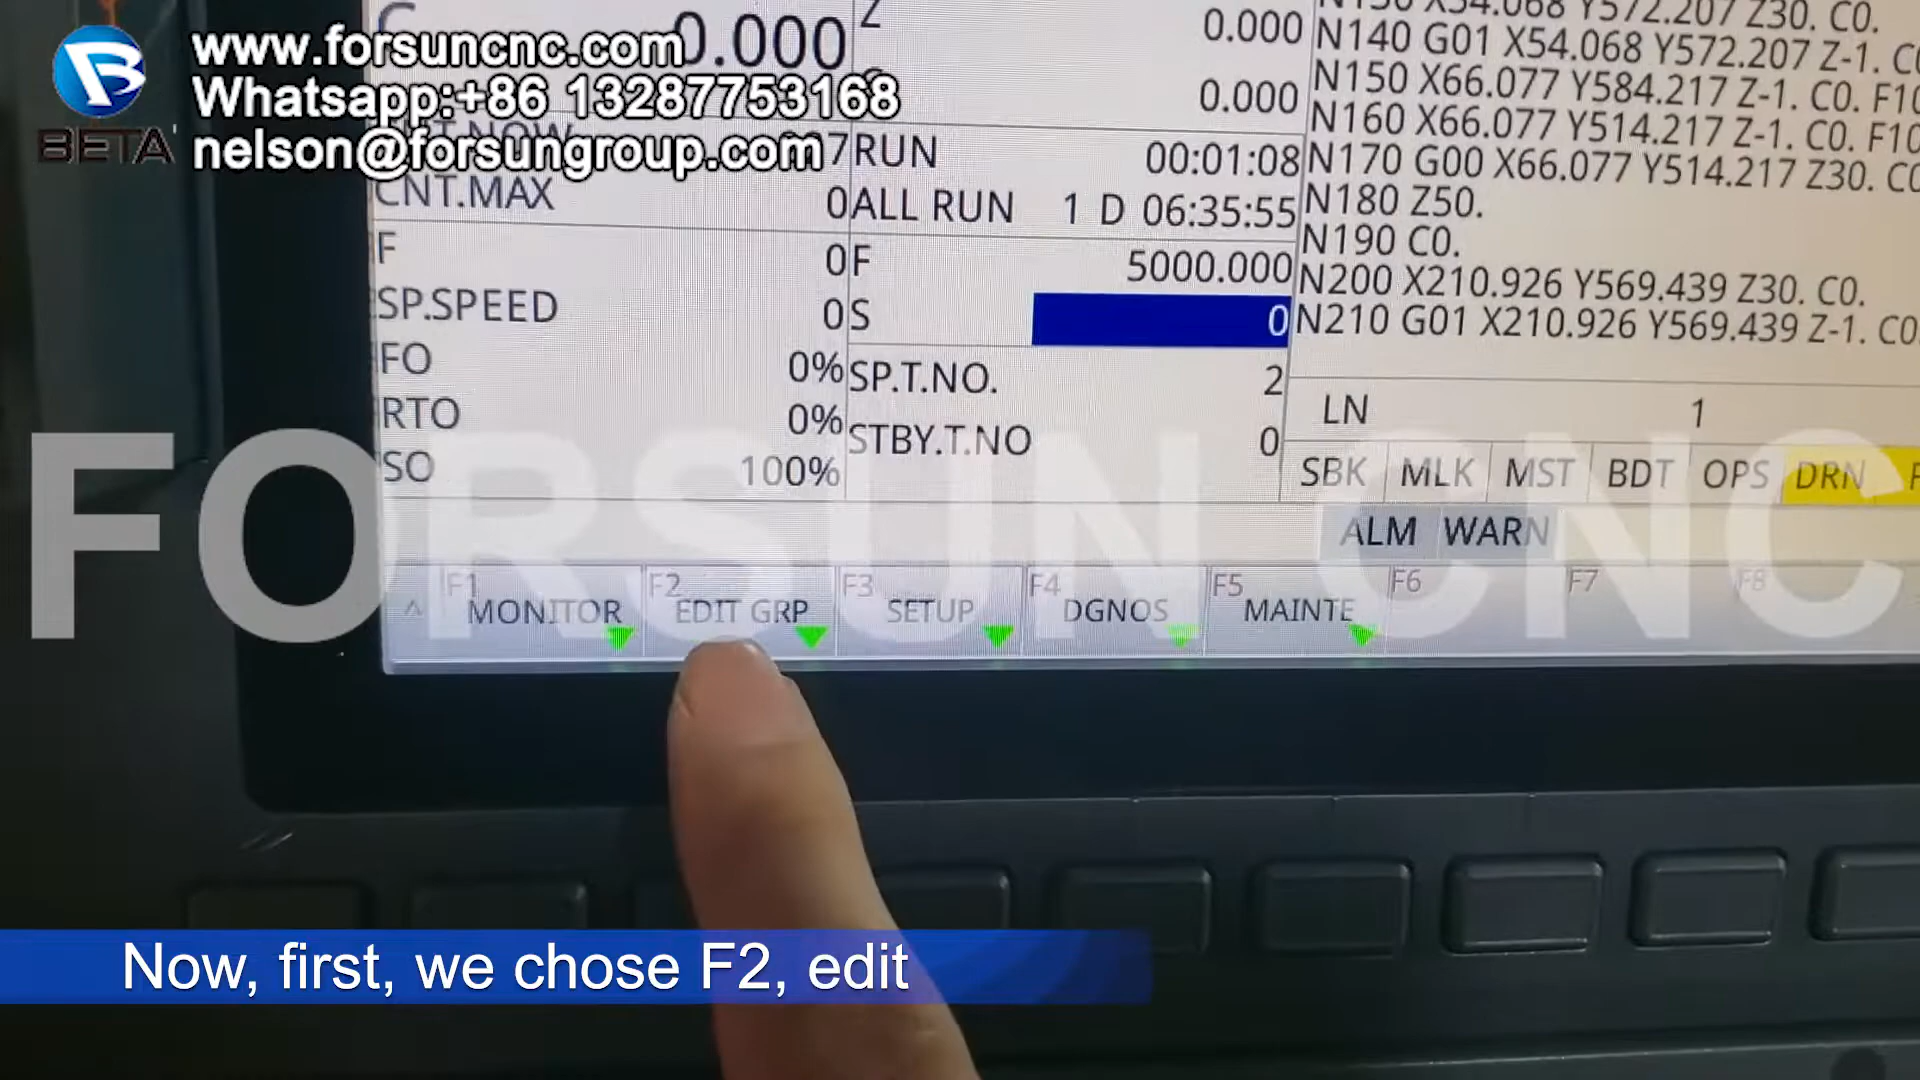 www.forsuncnc.com
Whatsapp:+86 13287753168
nelson@forsungroup.com
BETA
0.000
Z
0.000
0.000
N140 G01 X54.068 Y572.207 Z-1.
N150 X66.077 Y584.217 Z-1. C0. F10
N160 X66.077 Y514.217 Z-1. C0. F10
N170 G00 X66.077 Y514.217 Z30. C0
N180 Z50.
N190 C0.
N200 X210.926 Y569.439 Z30. C0.
N210 G01 X210.926 Y569.439 Z-1. C0.
RUN 00:01:08
CNT.MAX 0
ALL RUN 1 D 06:35:55
F 0
F 5000.000
SP.SPEED 0
S 0
FO 0%
SP.T.NO. 2
RTO 0%
STBY.T.NO 0
SO 100%
LN 1
SBK MLK MST BDT OPS DRN
ALM WARN
FORSUN CNC
F1 MONITOR
F2 EDIT GRP
F3 SETUP
F4 DGNOS
F5 MAINTE
F6
F7
F8
Now, first, we chose F2, edit